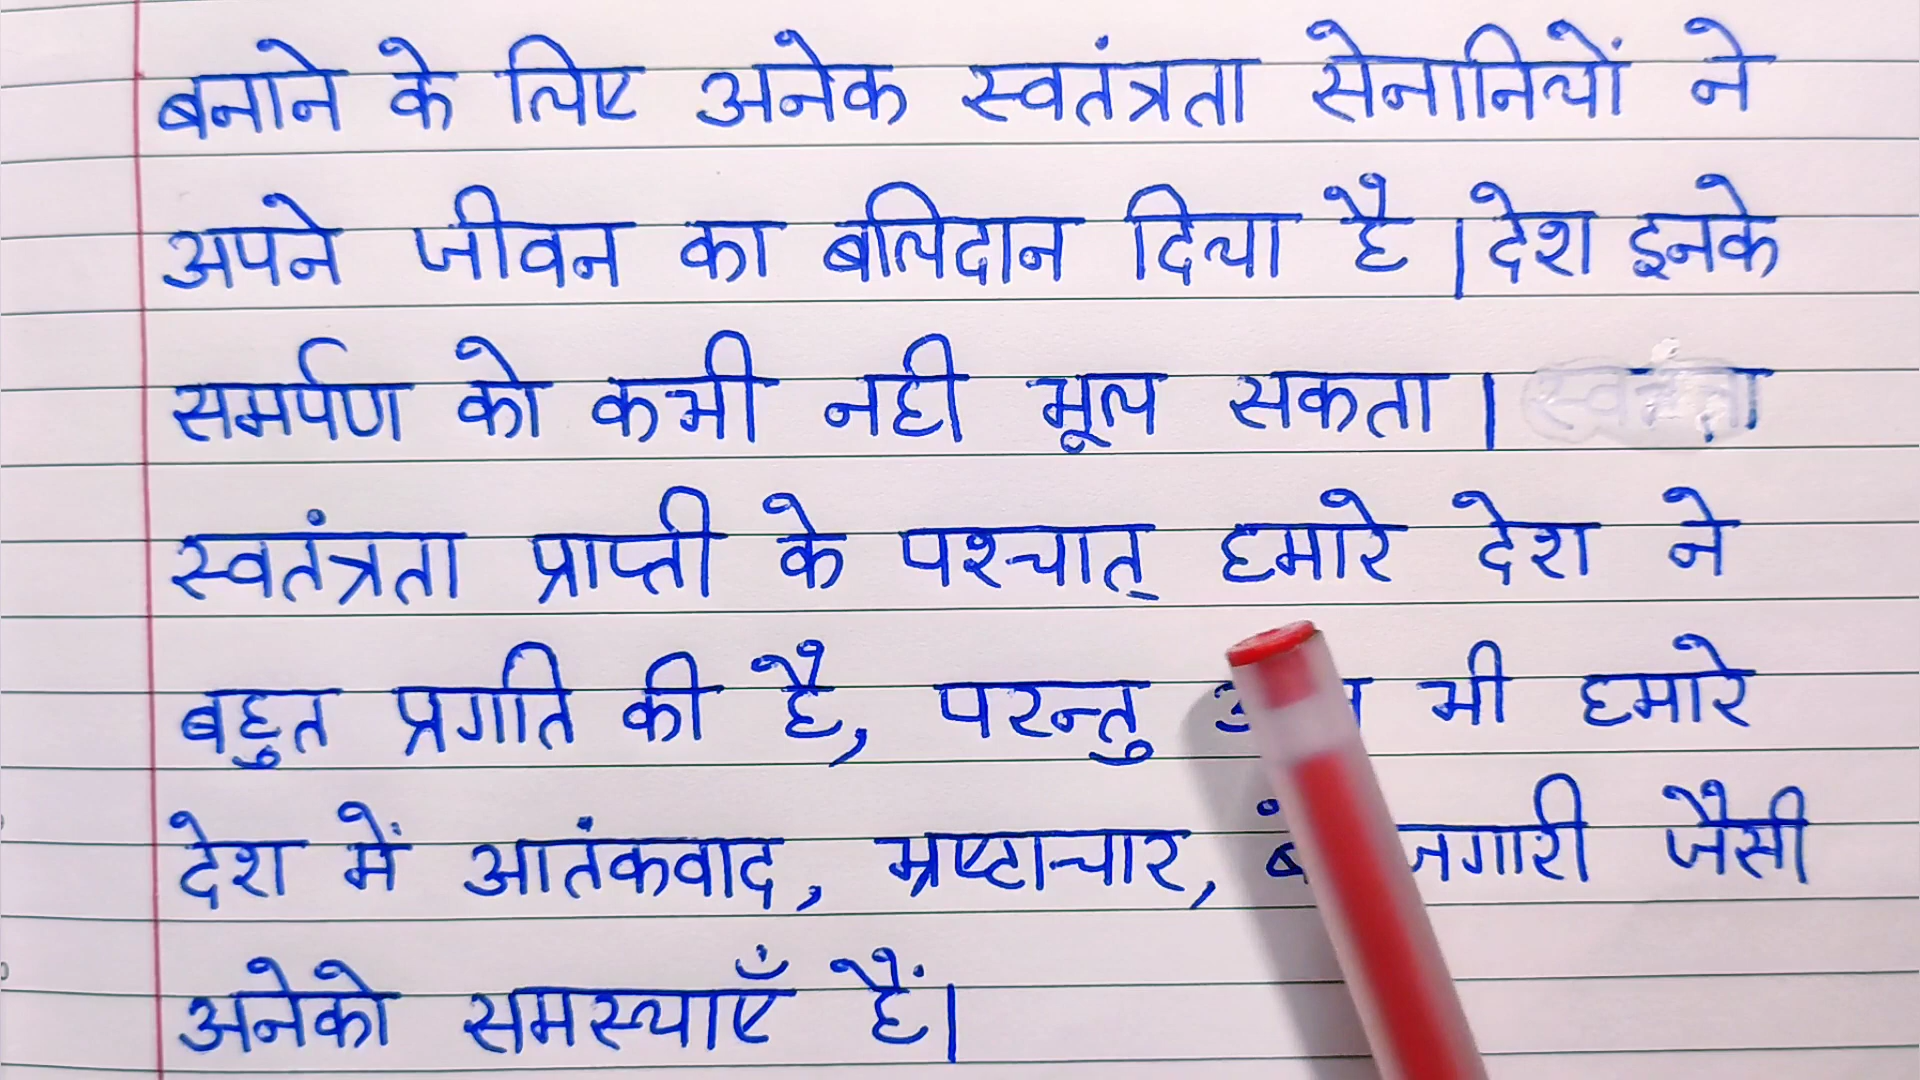 बनाने के लिए अनेक स्वतंत्रता सेनानियों ने
अपने जीवन का बलिदान दिया है। देश इनके
समर्पण को कभी नही भूल सकता।
स्वतंत्रता प्राप्ती के पश्चात् हमारे देश ने
बहुत प्रगति की है, परन्तु भी हमारे
देश में आतंकवाद, भ्रष्टाचार, जैसी
अनेको समस्याएँ हैं।